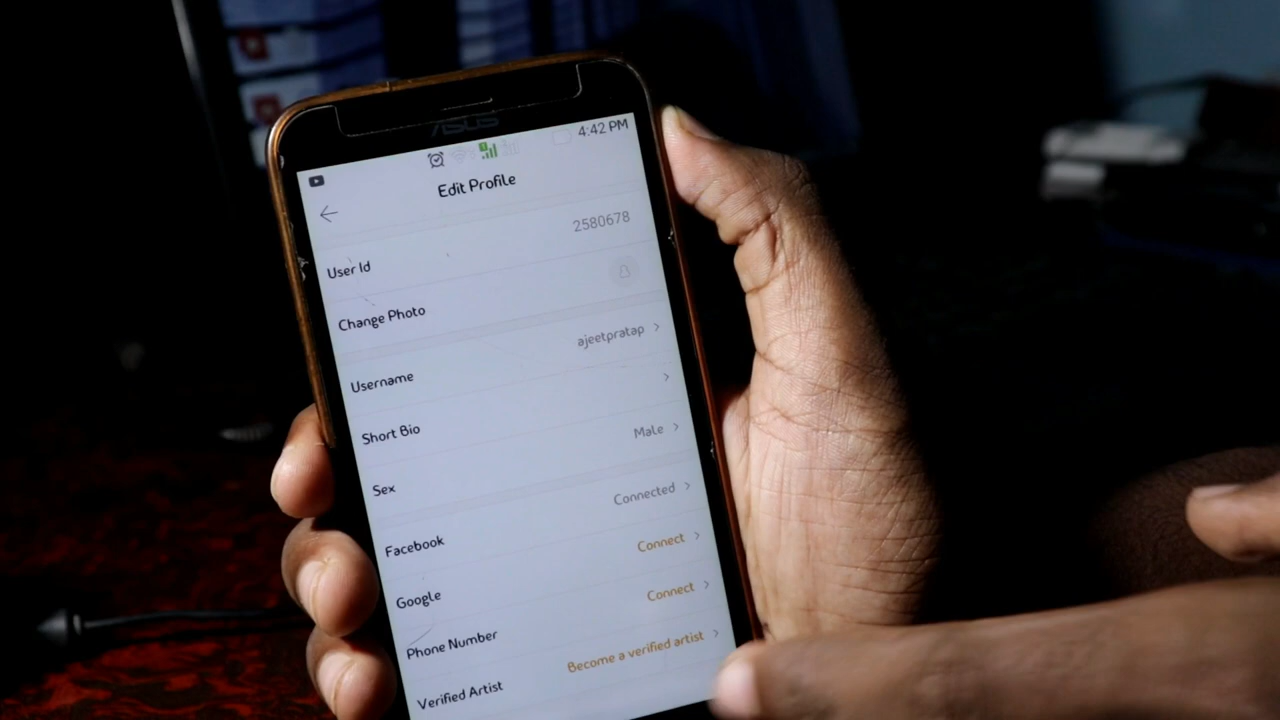 ASUS
4:42 PM
Edit Profile
User Id 2580678
Change Photo
Username ajeetpratap
Short Bio
Sex Male
Facebook Connected
Google Connect
Phone Number Connect
Verified Artist Become a verified artist